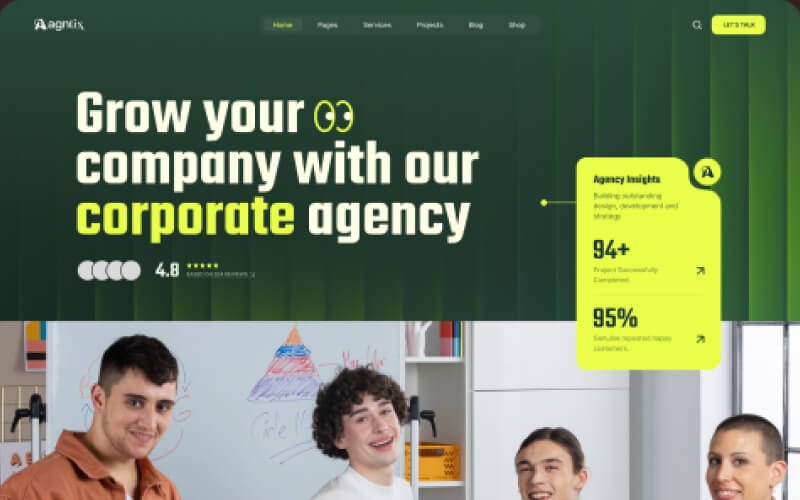 Agntix
Home Pages Services Projects Blog Shop
LET'S TALK
Grow your
company with our
corporate agency
4.8
Agency Insights
Building outstanding
design, development and
strategy
94+
Project Successfully
Completed.
95%
Genuine repeated happy
customers.